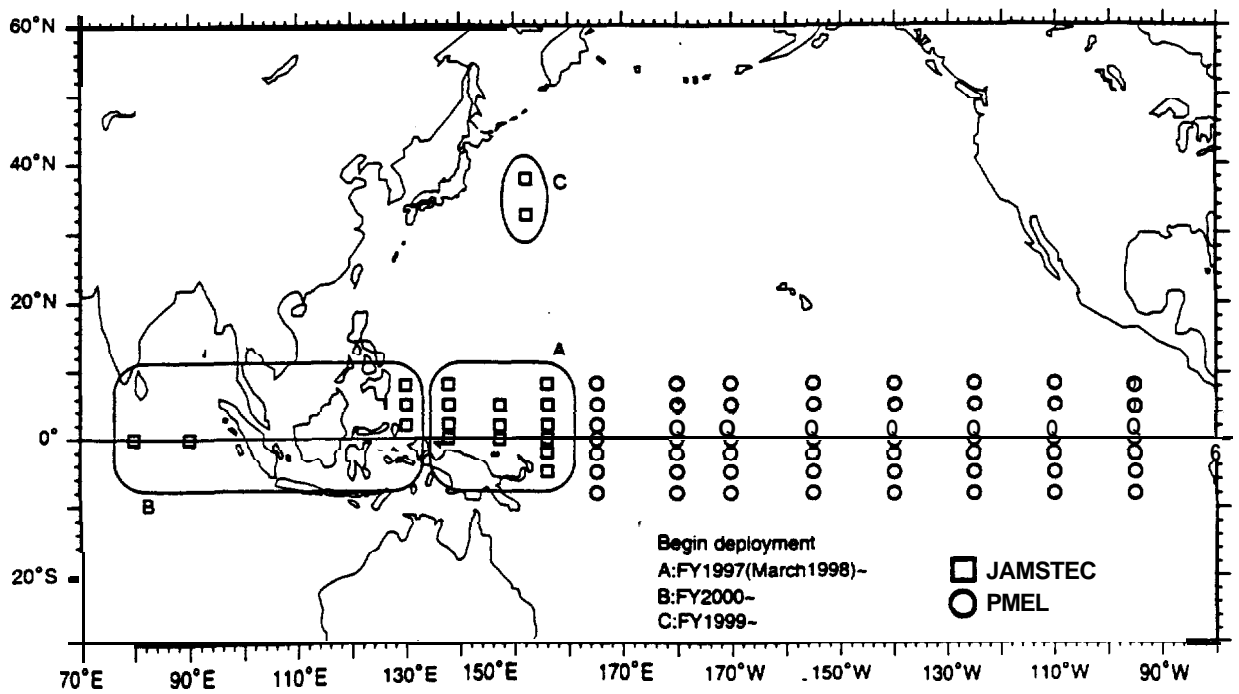 60°N
40°N
20°N
0°
20°S
C
A
B
6
Begin deployment
A:FY1997(March1998)~
B:FY2000~
C:FY1999~
JAMSTEC
PMEL
70°E 90°E 110°E 130°E 150°E 170°E 170°W 150°W 130°W 110°W 90°W